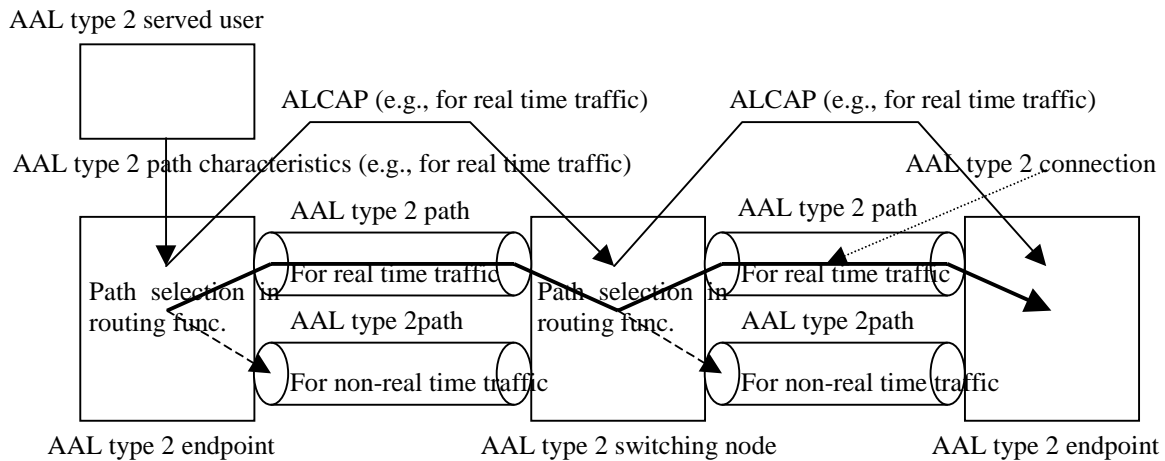 AAL type 2 served user
ALCAP (e.g., for real time traffic)
ALCAP (e.g., for real time traffic)
AAL type 2 path characteristics (e.g., for real time traffic)
AAL type 2 connection
AAL type 2 path
AAL type 2 path
For real time traffic
For real time traffic
Path selection in
routing func.
Path selection in
routing func.
AAL type 2path
AAL type 2path
For non-real time traffic
For non-real time traffic
AAL type 2 endpoint
AAL type 2 switching node
AAL type 2 endpoint